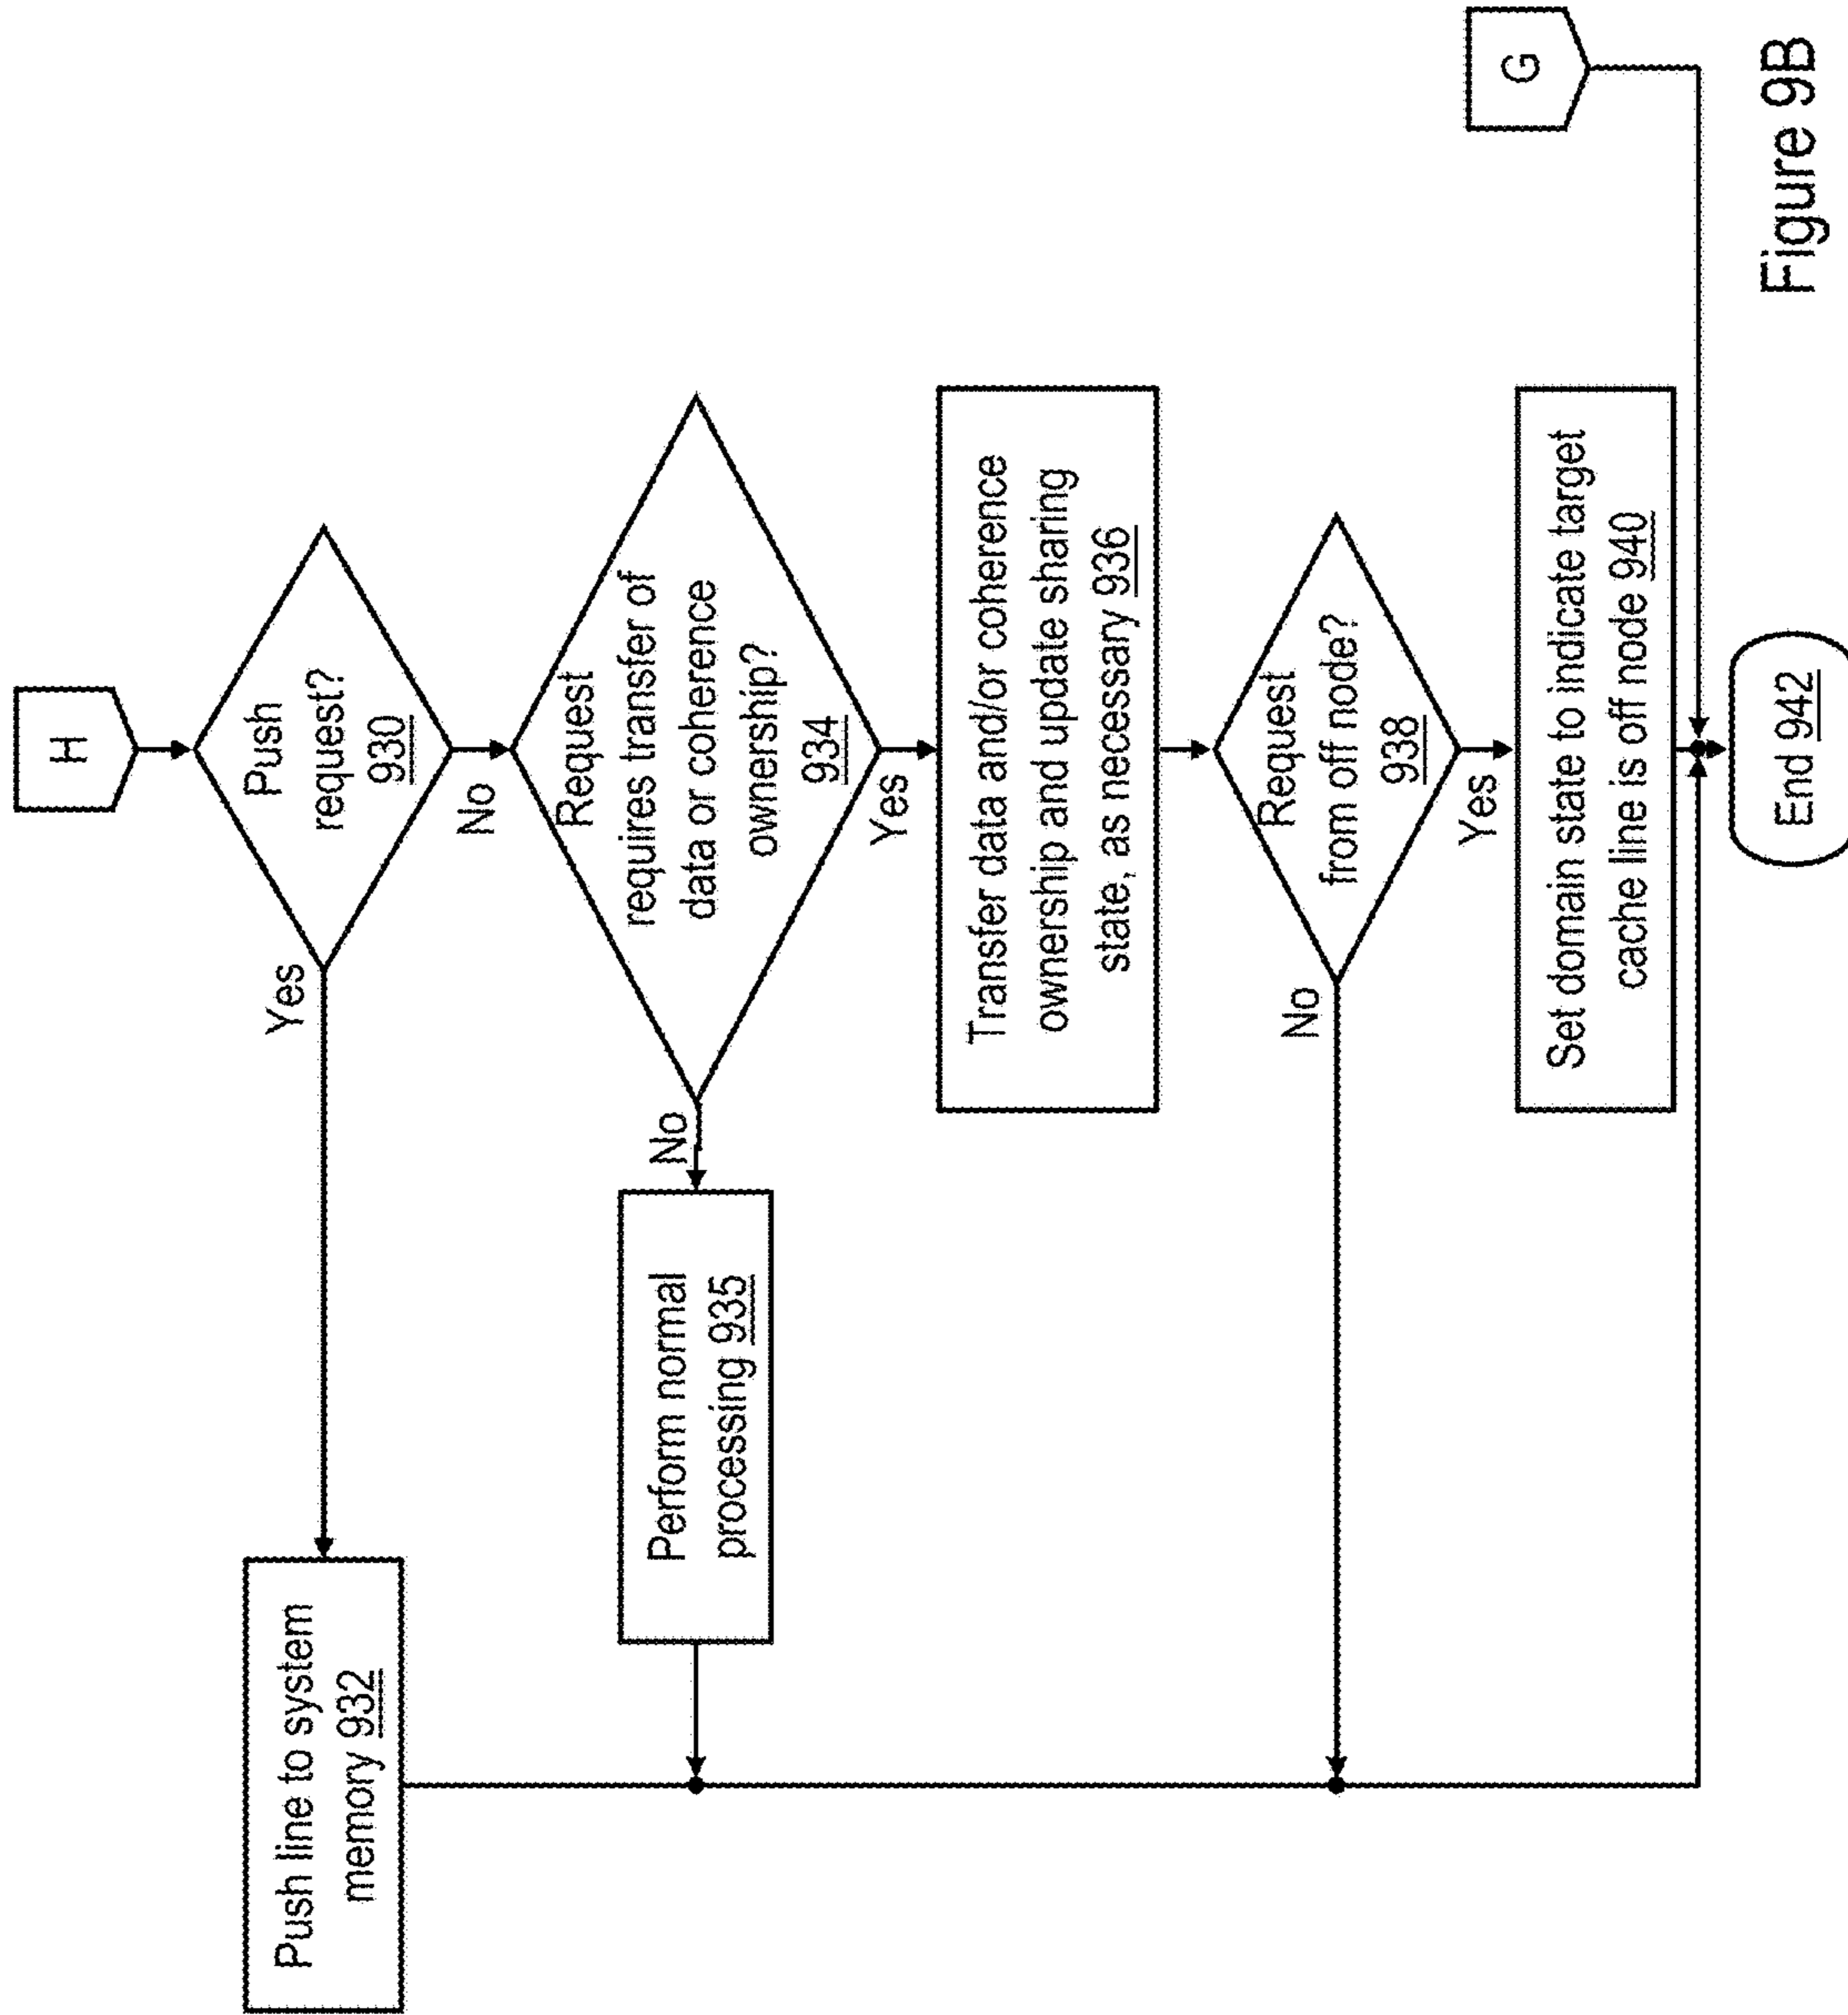 H
Push
request?
930
Yes
No
Push line to system
memory 932
Request
requires transfer of
data or coherence
ownership?
934
No
Yes
Perform normal
processing 935
Transfer data and/or coherence
ownership and update sharing
state, as necessary 936
Request
from off node?
938
No
Yes
Set domain state to indicate target
cache line is off node 940
G
End 942
Figure 9B